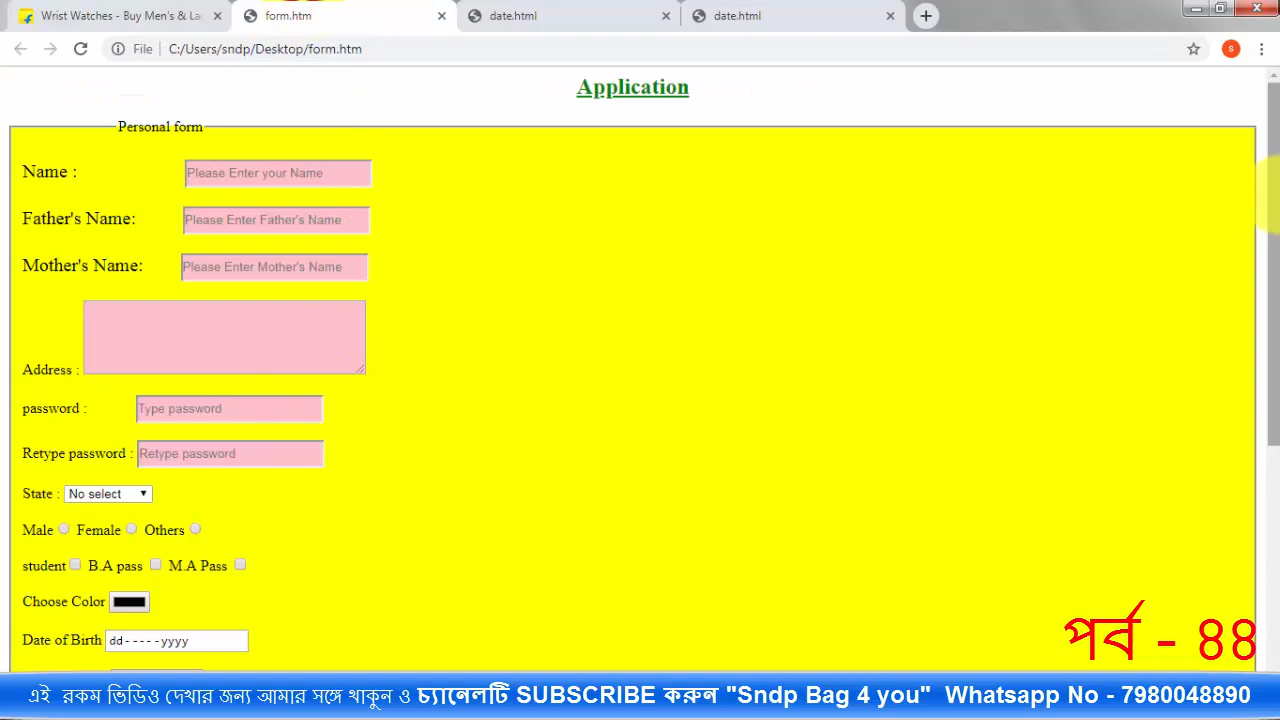 Wrist Watches - Buy Men's & La
form.htm
date.html
date.html
File
C:/Users/sndp/Desktop/form.htm
S
Application
Personal form
Name :
Please Enter your Name
Father's Name:
Please Enter Father's Name
Mother's Name:
Please Enter Mother's Name
Address :
password :
Type password
Retype password :
Retype password
State :
No select
Male Female Others
student B.A pass M.A Pass
Choose Color
Date of Birth
dd-----yyyy
পর্ব - 88
এই রকম ভিডিও দেখার জন্য আমার সঙ্গে থাকুন ও চ্যানেলটি SUBSCRIBE করুন "Sndp Bag 4 you" Whatsapp No - 7980048890